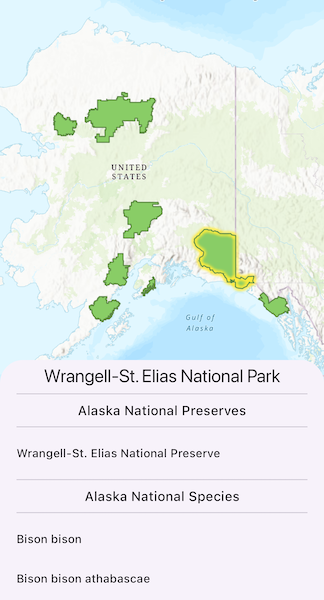 UNITED
STATES
Gulf of
Alaska
Wrangell-St. Elias National Park
Alaska National Preserves
Wrangell-St. Elias National Preserve
Alaska National Species
Bison bison
Bison bison athabascae